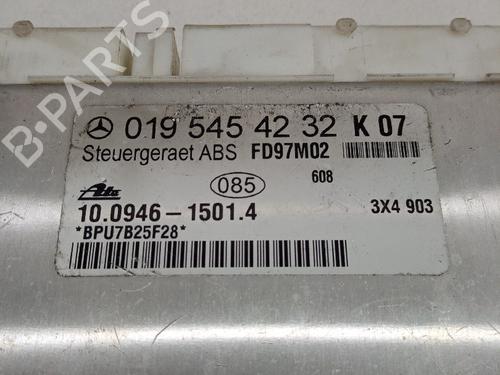 019 545 42 32 K 07
Steuergeraet ABS FD97M02
Ate 085 608
10.0946-1501.4 3X4 903
*BPU7B25F28*
B-PARTS